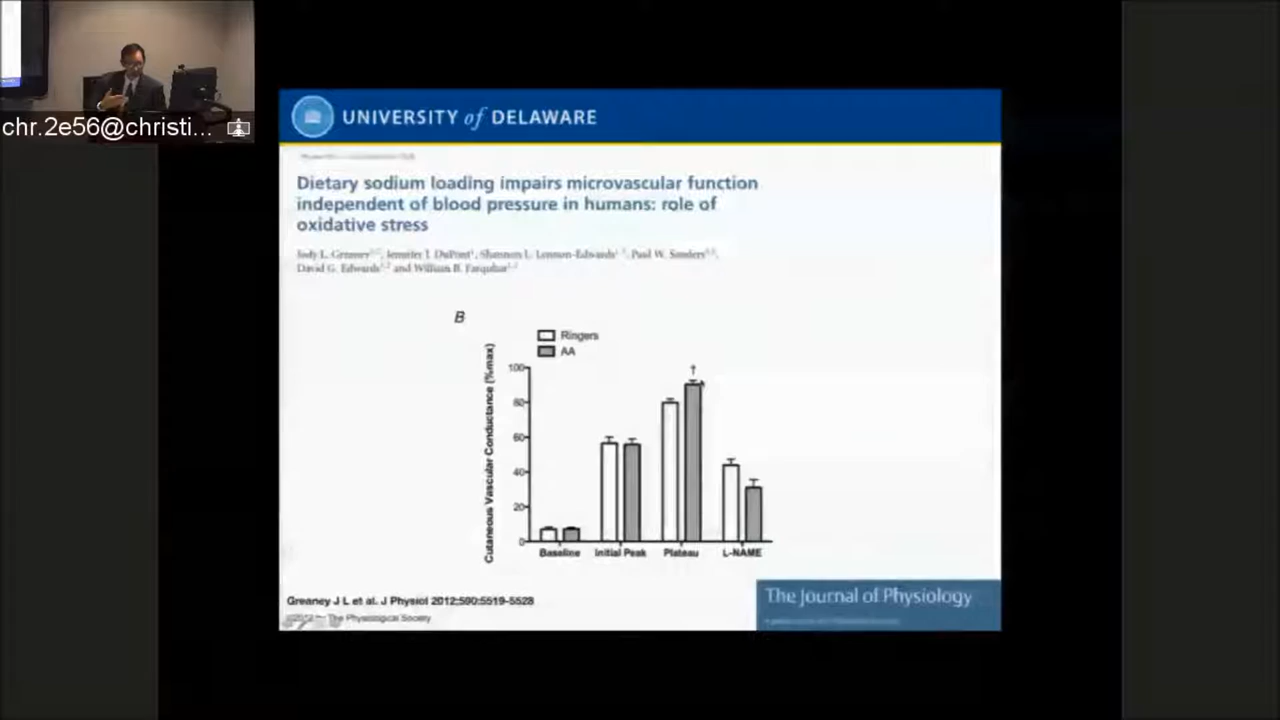 chr.2e56@christi...
UNIVERSITY of DELAWARE
Dietary sodium loading impairs microvascular function
independent of blood pressure in humans: role of
oxidative stress
Jody L. Greaney, Jennifer J. DuPont, Shannon L. Lennon-Edwards, Paul W. Sanders,
David G. Edwards and William B. Farquhar
B
Ringers
AA
Cutaneous Vascular Conductance (%max)
100
80
60
40
20
0
†
Baseline Initial Peak Plateau L-NAME
Greaney J L et al. J Physiol 2012;590:5519-5528
The Physiological Society
The Journal of Physiology